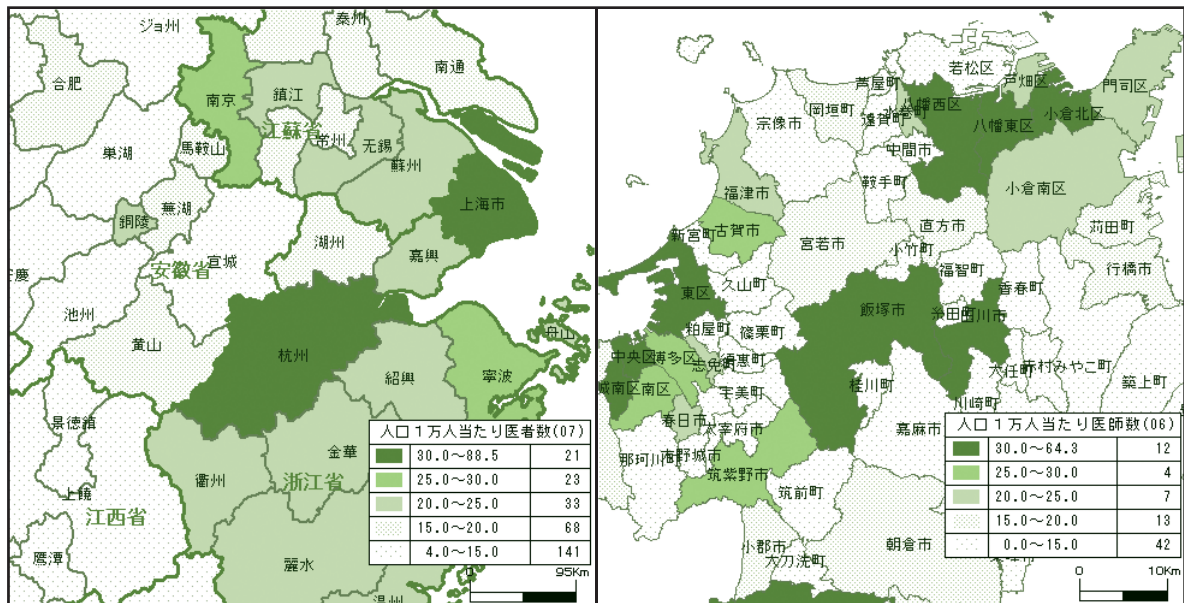 ジョ州
泰州
南通
合肥
南京
鎮江
江蘇省
常州
无錫
蘇州
馬鞍山
巣湖
上海市
銅陵
蕪湖
湖州
嘉興
安徽省
宣城
安慶
池州
黄山
杭州
舟山
紹興
寧波
景徳鎮
金華
衢州
浙江省
上饒
江西省
鷹潭
麗水
温州
人口1万人当たり医者数(07)
30.0~88.5 21
25.0~30.0 23
20.0~25.0 33
15.0~20.0 68
4.0~15.0 141
0 95Km
若松区
戸畑区
門司区
芦屋町
八幡西区
水巻町
岡垣町
遠賀町
宗像市
八幡東区
小倉北区
中間市
鞍手町
小倉南区
福津市
直方市
苅田町
新宮町
古賀市
宮若市
小竹町
福智町
行橋市
久山町
香春町
東区
飯塚市
糸田町
田川市
粕屋町
篠栗町
中央区
博多区
志免町
須惠町
みやこ町
大任町
城南区
南区
宇美町
桂川町
築上町
川崎町
春日市
太宰府市
嘉麻市
那珂川町
大野城市
筑紫野市
筑前町
小郡市
大刀洗町
朝倉市
人口1万人当たり医師数(06)
30.0~64.3 12
25.0~30.0 4
20.0~25.0 7
15.0~20.0 13
0.0~15.0 42
0 10Km